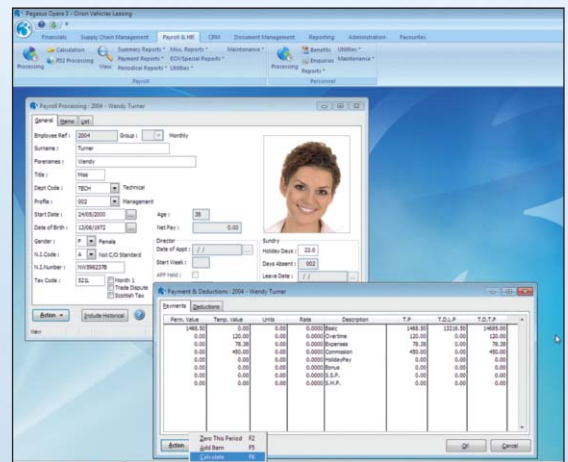 Pegasus Opera 3 - Orion Vehicles Leasing
Financials Supply Chain Management Payroll & HR CRM Document Management Reporting Administration Favourites
Processing
Calculation
P32 Processing
View
Summary Reports
Payment Reports
Periodical Reports
Misc. Reports
EOY/Special Reports
Utilities
Maintenance
Payroll
Processing
Benefits
Enquiries
Reports
Utilities
Maintenance
Personnel
Payroll Processing : 2004 - Wendy Turner
General Memo List
Employee Ref : 2004 Group : Monthly
Surname : Turner
Forenames : Wendy
Title : Miss
Dept Code : TECH Technical
Profile : 002 Management
Start Date : 24/05/2000 Age : 38
Date of Birth : 13/06/1972 Net Pay : 0.00
Gender : F Female Director Sundry
Date of Appt : / / Holiday Days : 22.0
N.I.Code : A Not C/O Standard
Start Week : Days Absent : 002
N.I.Number :
APP Held : Leave Date : / /
Tax Code : 521L Month 1
Trade Dispute
Scottish Tax
Action Include Historical
View
Payment & Deductions : 2004 - Wendy Turner
Payments Deductions
Perm. Value Temp. Value Units Rate Description T.P T.D.L.P T.D.T.P
1468.50 0.00 0.00 0.0000 Basic 1468.50 13216.50 14685.00
0.00 120.00 0.00 0.0000 Overtime 120.00 0.00 120.00
0.00 78.38 0.00 0.0000 Expenses 78.38 0.00 78.38
0.00 450.00 0.00 0.0000 Commission 450.00 0.00 450.00
0.00 0.00 0.00 0.0000 HolidayPay 0.00 0.00 0.00
0.00 0.00 0.00 0.0000 Bonus 0.00 0.00 0.00
0.00 0.00 0.00 0.0000 S.S.P. 0.00 0.00 0.00
0.00 0.00 0.00 0.0000 S.M.P. 0.00 0.00 0.00
Action OK Cancel
Zero This Period F2
Add Item F5
Calculate F6